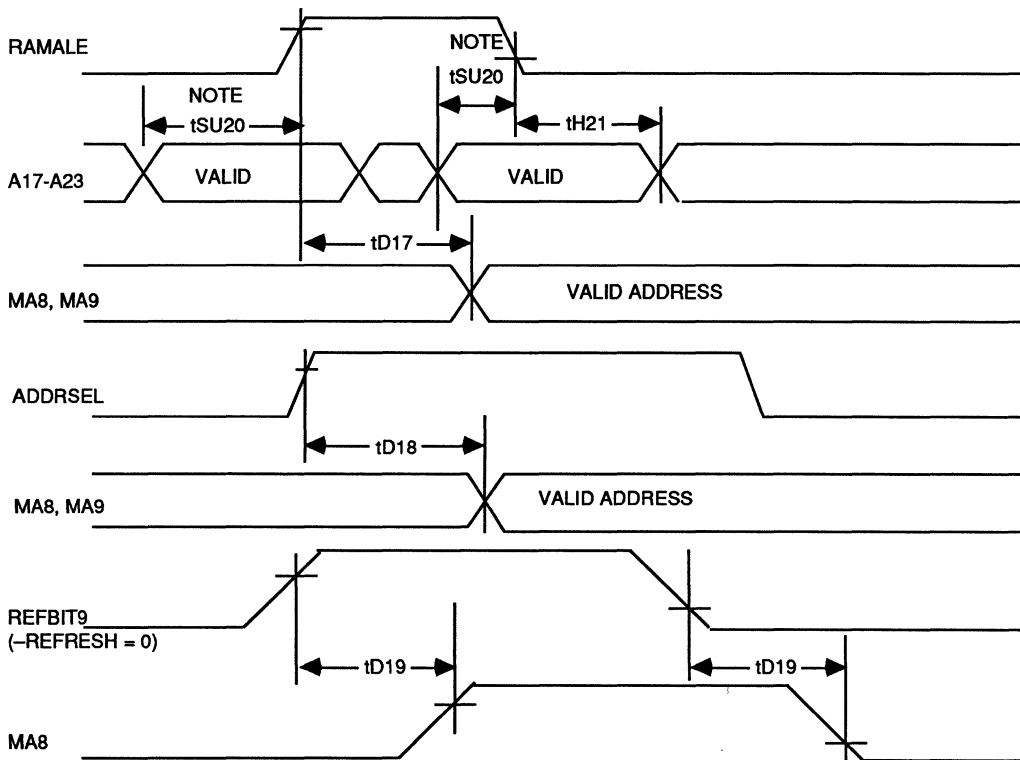 RAMALE
NOTE
tSU20
NOTE
tSU20
tH21
A17-A23
VALID
VALID
tD17
MA8, MA9
VALID ADDRESS
ADDRSEL
tD18
MA8, MA9
VALID ADDRESS
REFBIT9
(–REFRESH = 0)
tD19
tD19
MA8